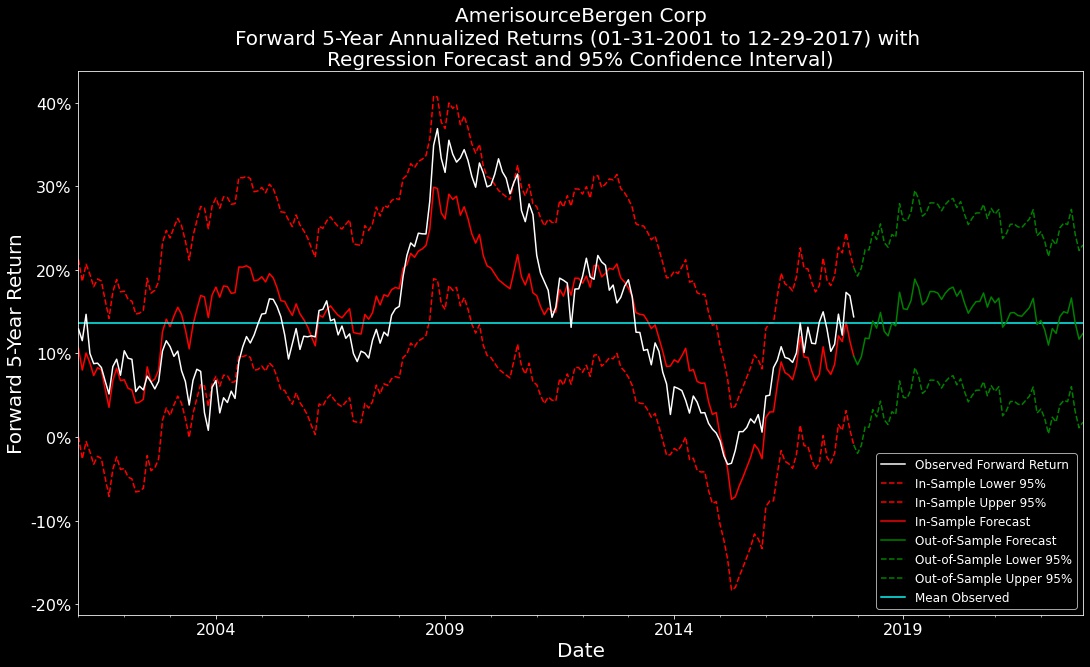 AmerisourceBergen Corp
Forward 5-Year Annualized Returns (01-31-2001 to 12-29-2017) with
Regression Forecast and 95% Confidence Interval)
Forward 5-Year Return
40%
30%
20%
10%
0%
-10%
-20%
Observed Forward Return
In-Sample Lower 95%
In-Sample Upper 95%
In-Sample Forecast
Out-of-Sample Forecast
Out-of-Sample Lower 95%
Out-of-Sample Upper 95%
Mean Observed
2004 2009 2014 2019
Date